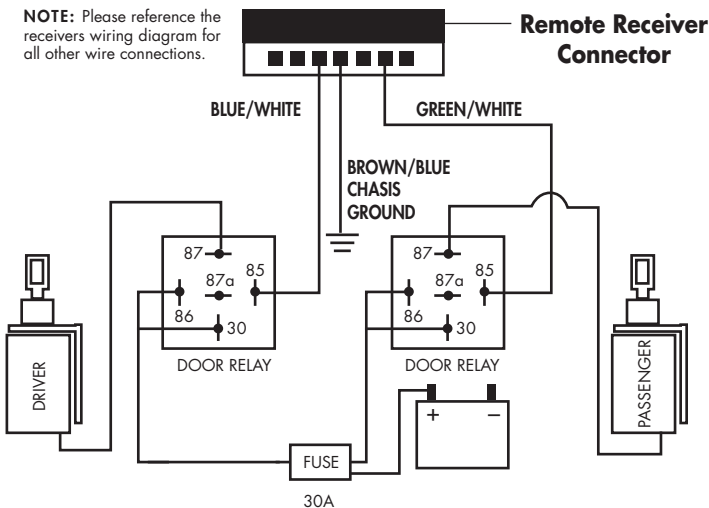 NOTE: Please reference the
receivers wiring diagram for
all other wire connections.
Remote Receiver
Connector
BLUE/WHITE
GREEN/WHITE
BROWN/BLUE
CHASIS
GROUND
87
87a
85
86
30
DOOR RELAY
87
87a
85
86
30
DOOR RELAY
DRIVER
PASSENGER
+
–
FUSE
30A